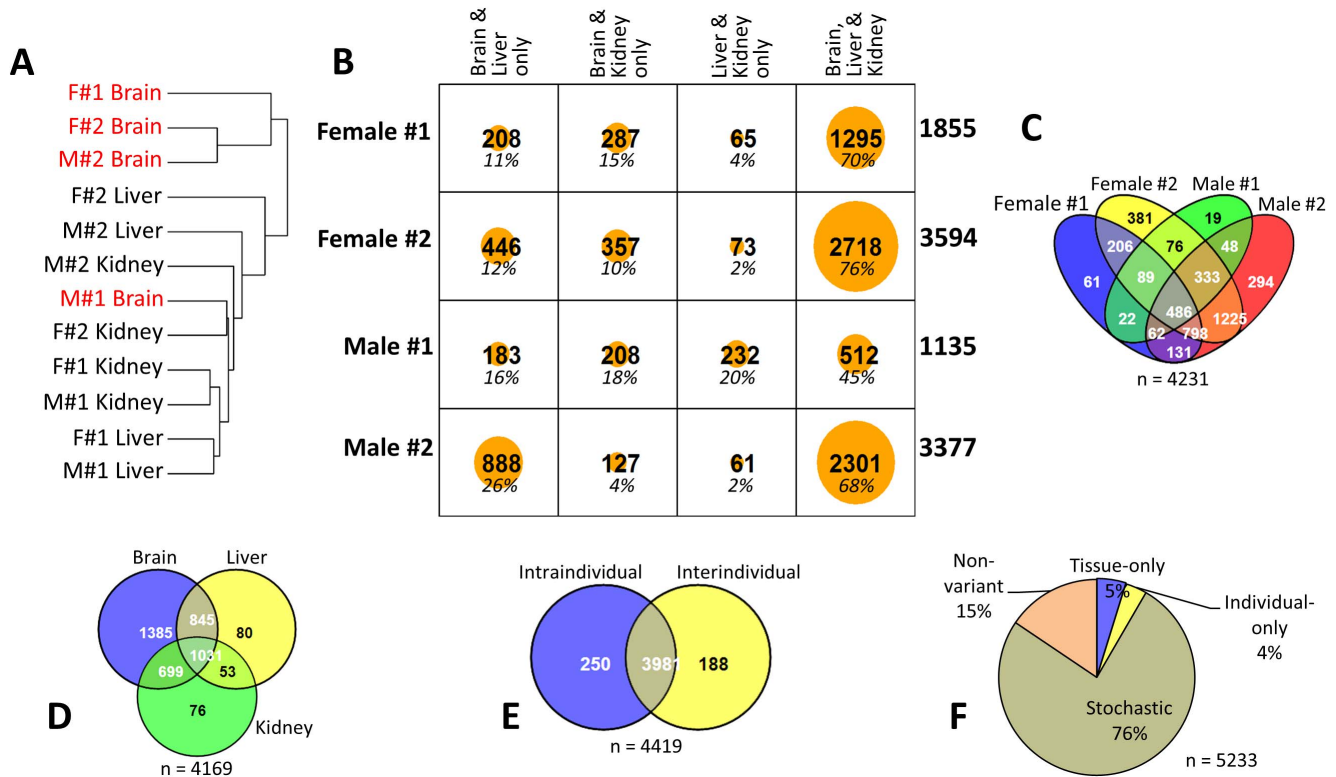 A
F#1 Brain
F#2 Brain
M#2 Brain
F#2 Liver
M#2 Liver
M#2 Kidney
M#1 Brain
F#2 Kidney
F#1 Kidney
M#1 Kidney
F#1 Liver
M#1 Liver
B
Brain &
Liver
only
Brain &
Kidney
only
Liver &
Kidney
only
Brain,
Liver &
Kidney
Female #1
208
11%
287
15%
65
4%
1295
70%
1855
Female #2
446
12%
357
10%
73
2%
2718
76%
3594
Male #1
183
16%
208
18%
232
20%
512
45%
1135
Male #2
888
26%
127
4%
61
2%
2301
68%
3377
C
Female #2
Male #1
Female #1
Male #2
381
19
206
76
48
61
89
333
294
22
486
1225
62
798
131
n = 4231
D
Brain
Liver
845
1385
80
1031
699
53
76
Kidney
n = 4169
E
Intraindividual
Interindividual
250
3981
188
n = 4419
F
Non-
variant
15%
Tissue-only
5%
Individual-
only
4%
Stochastic
76%
n = 5233